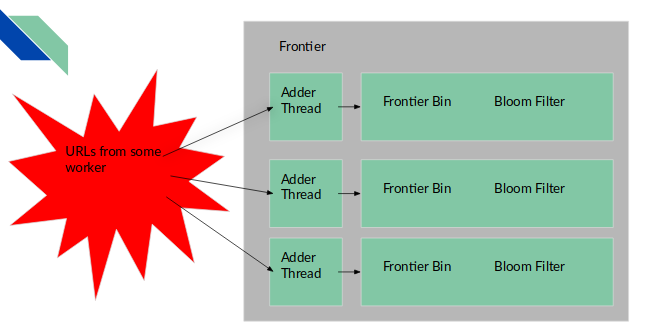 Frontier
URLs from some
worker
Adder
Thread
Frontier Bin
Bloom Filter
Adder
Thread
Frontier Bin
Bloom Filter
Adder
Thread
Frontier Bin
Bloom Filter